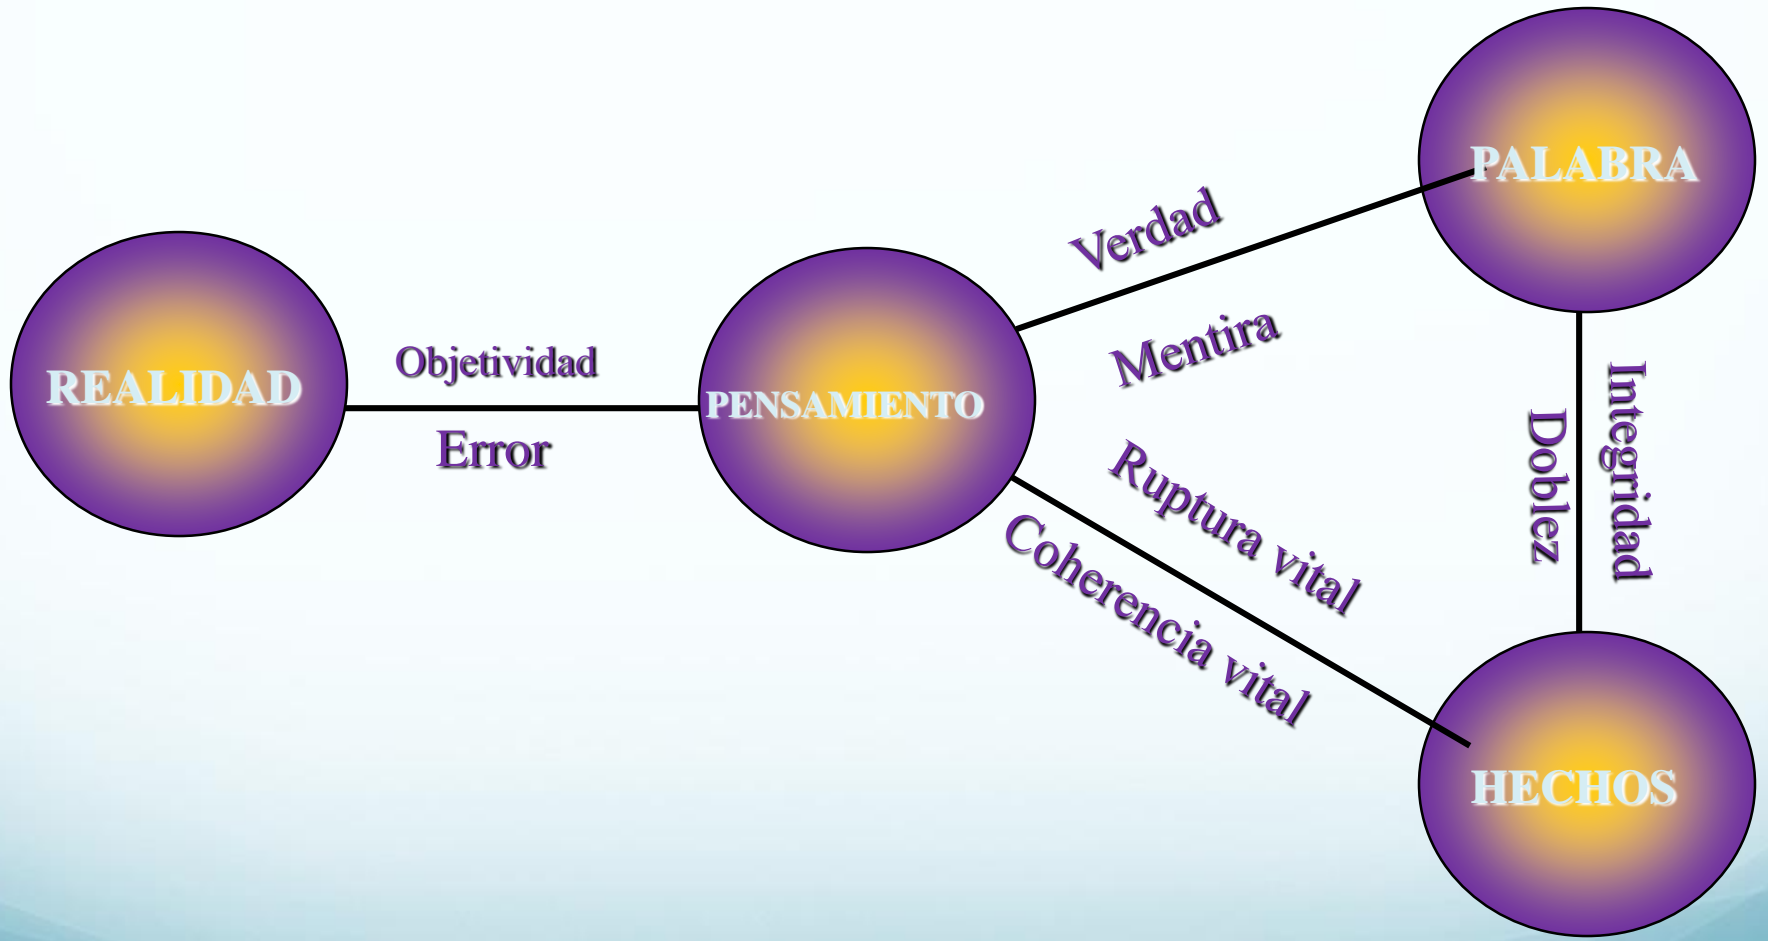 PALABRA
Verdad
Mentira
REALIDAD
Objetividad
Error
PENSAMIENTO
Integridad
Doblez
Ruptura vital
Coherencia vital
HECHOS